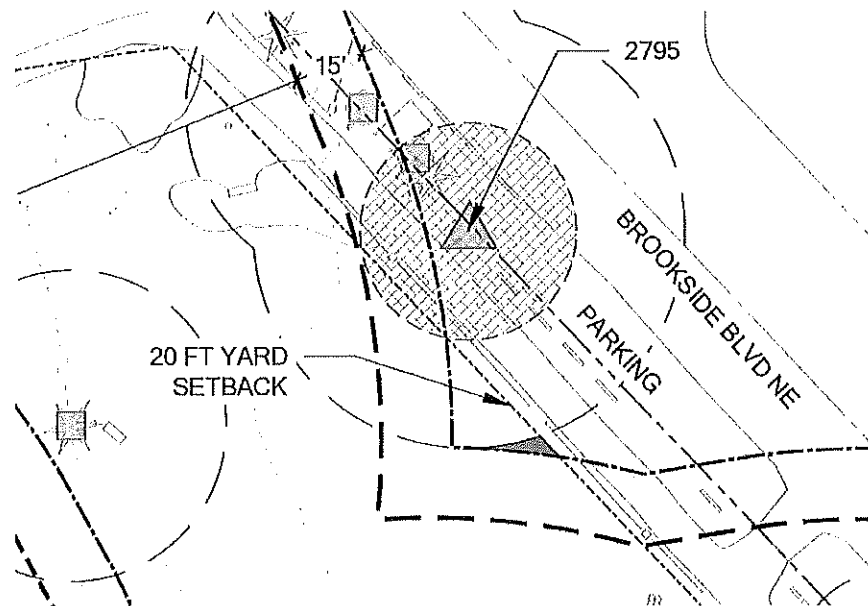 2795
15'
BROOKSIDE BLVD NE
PARKING
20 FT YARD
SETBACK